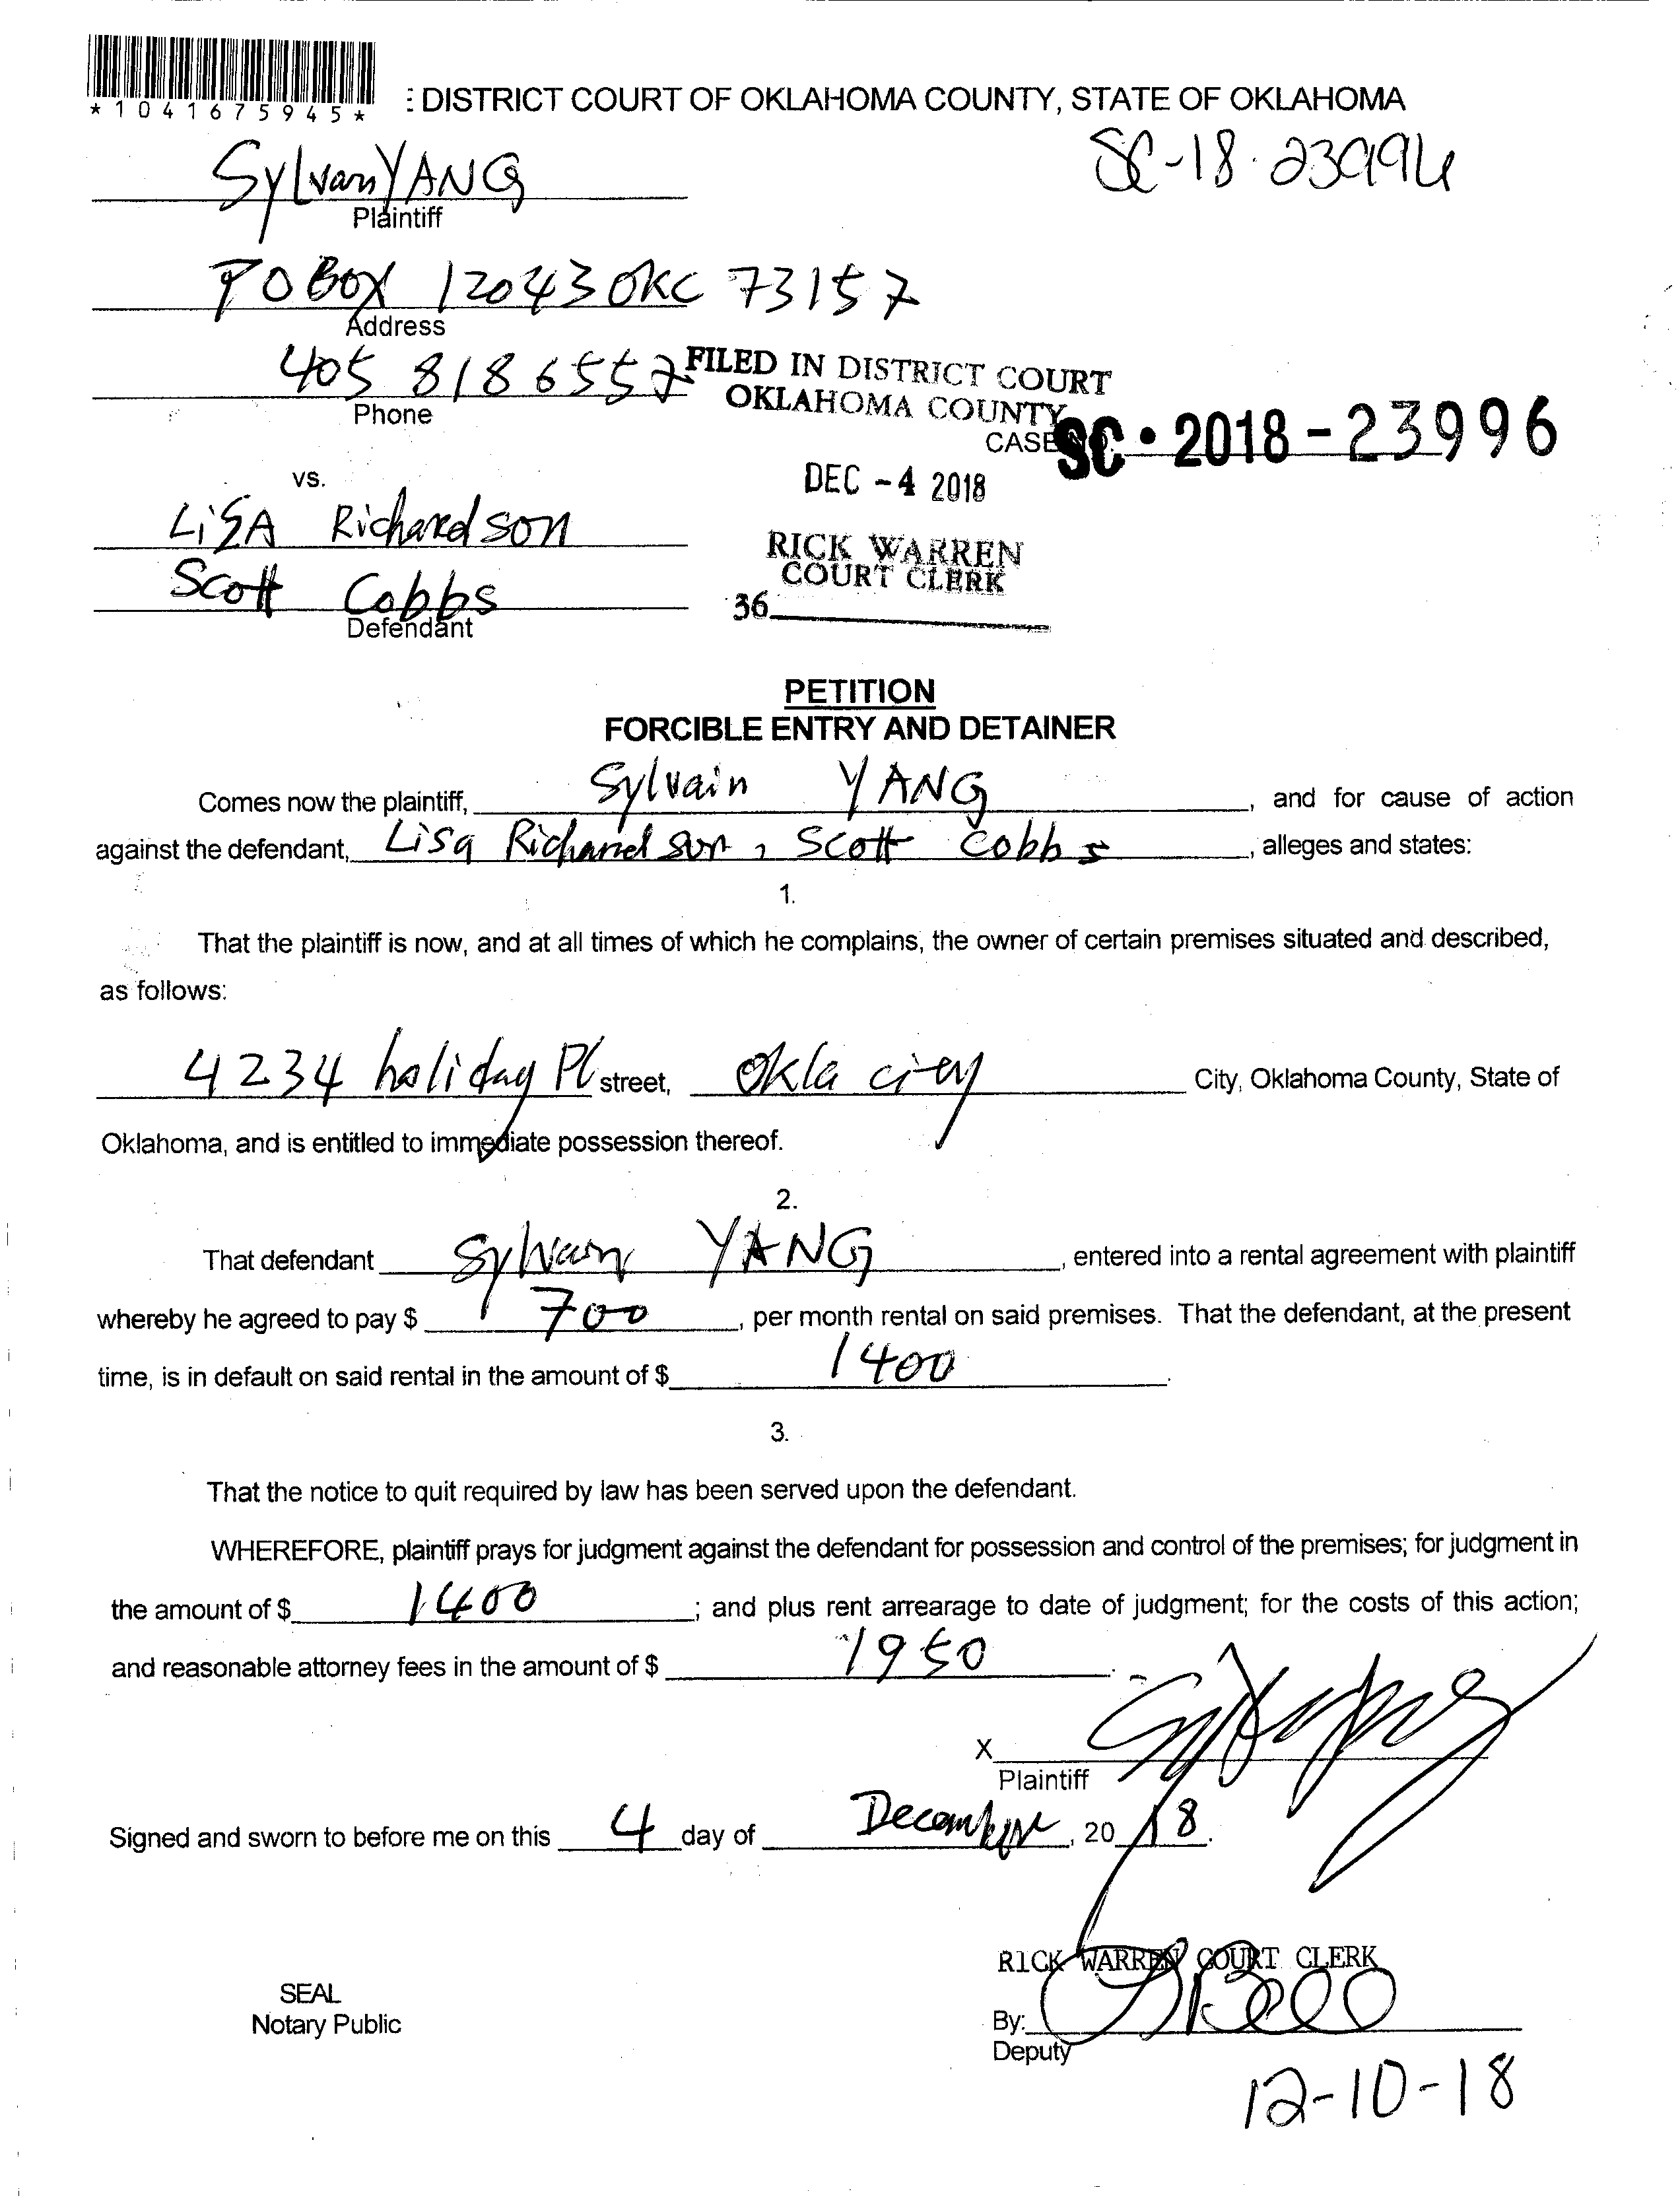 *1041675945*
: DISTRICT COURT OF OKLAHOMA COUNTY, STATE OF OKLAHOMA
SC-18-23996
Sylvain YANG
Plaintiff
PO BOX 12043 OKC 73157
Address
405 818 6557
Phone
FILED IN DISTRICT COURT
OKLAHOMA COUNTY
CASE SC • 2018 - 23996
DEC - 4 2018
vs.
LiSA Richardson
Scott Cobbs
Defendant
RICK WARREN
COURT CLERK
36
PETITION
FORCIBLE ENTRY AND DETAINER
Comes now the plaintiff, Sylvain YANG, and for cause of action
against the defendant, Lisa Richardson, Scott Cobbs, alleges and states:
1.
That the plaintiff is now, and at all times of which he complains, the owner of certain premises situated and described,
as follows:
4234 holiday Pl street, Okla city City, Oklahoma County, State of
Oklahoma, and is entitled to immediate possession thereof.
2.
That defendant Sylvain YANG, entered into a rental agreement with plaintiff
whereby he agreed to pay $ 700, per month rental on said premises. That the defendant, at the present
time, is in default on said rental in the amount of $ 1400.
3.
That the notice to quit required by law has been served upon the defendant.
WHEREFORE, plaintiff prays for judgment against the defendant for possession and control of the premises; for judgment in
the amount of $ 1400; and plus rent arrearage to date of judgment; for the costs of this action;
and reasonable attorney fees in the amount of $ 1950.
X
Plaintiff
Signed and sworn to before me on this 4 day of December, 2018.
RICK WARREN COURT CLERK
SEAL
Notary Public
By:
Deputy
12-10-18